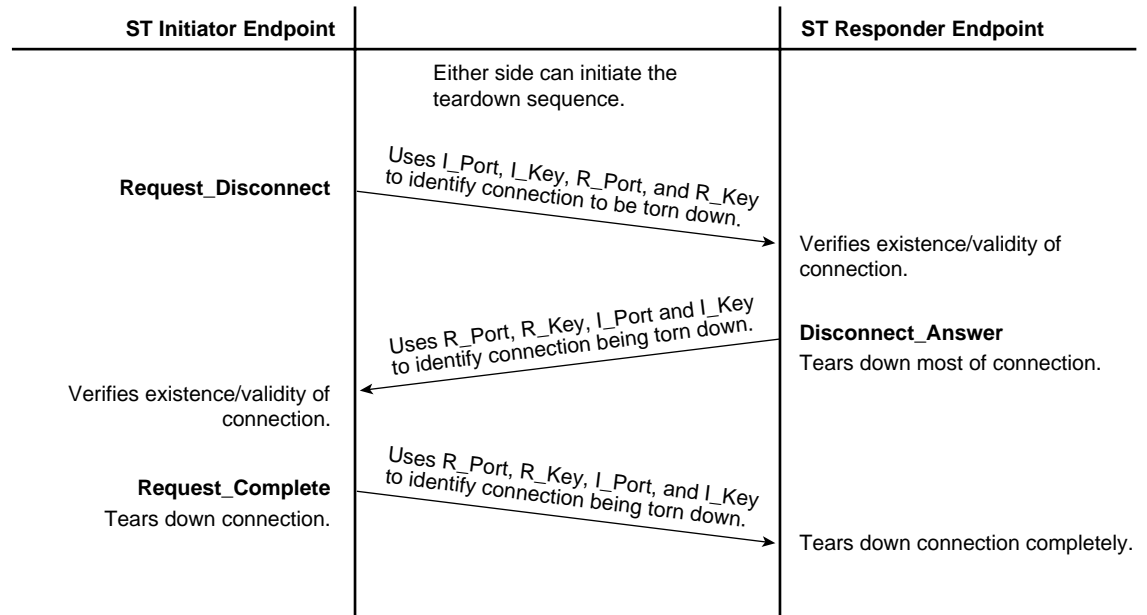 ST Initiator Endpoint
ST Responder Endpoint
Either side can initiate the
teardown sequence.
Request_Disconnect
Uses I_Port, I_Key, R_Port, and R_Key
to identify connection to be torn down.
Verifies existence/validity of
connection.
Uses R_Port, R_Key, I_Port and I_Key
to identify connection being torn down.
Disconnect_Answer
Tears down most of connection.
Verifies existence/validity of
connection.
Request_Complete
Tears down connection.
Uses R_Port, R_Key, I_Port, and I_Key
to identify connection being torn down.
Tears down connection completely.